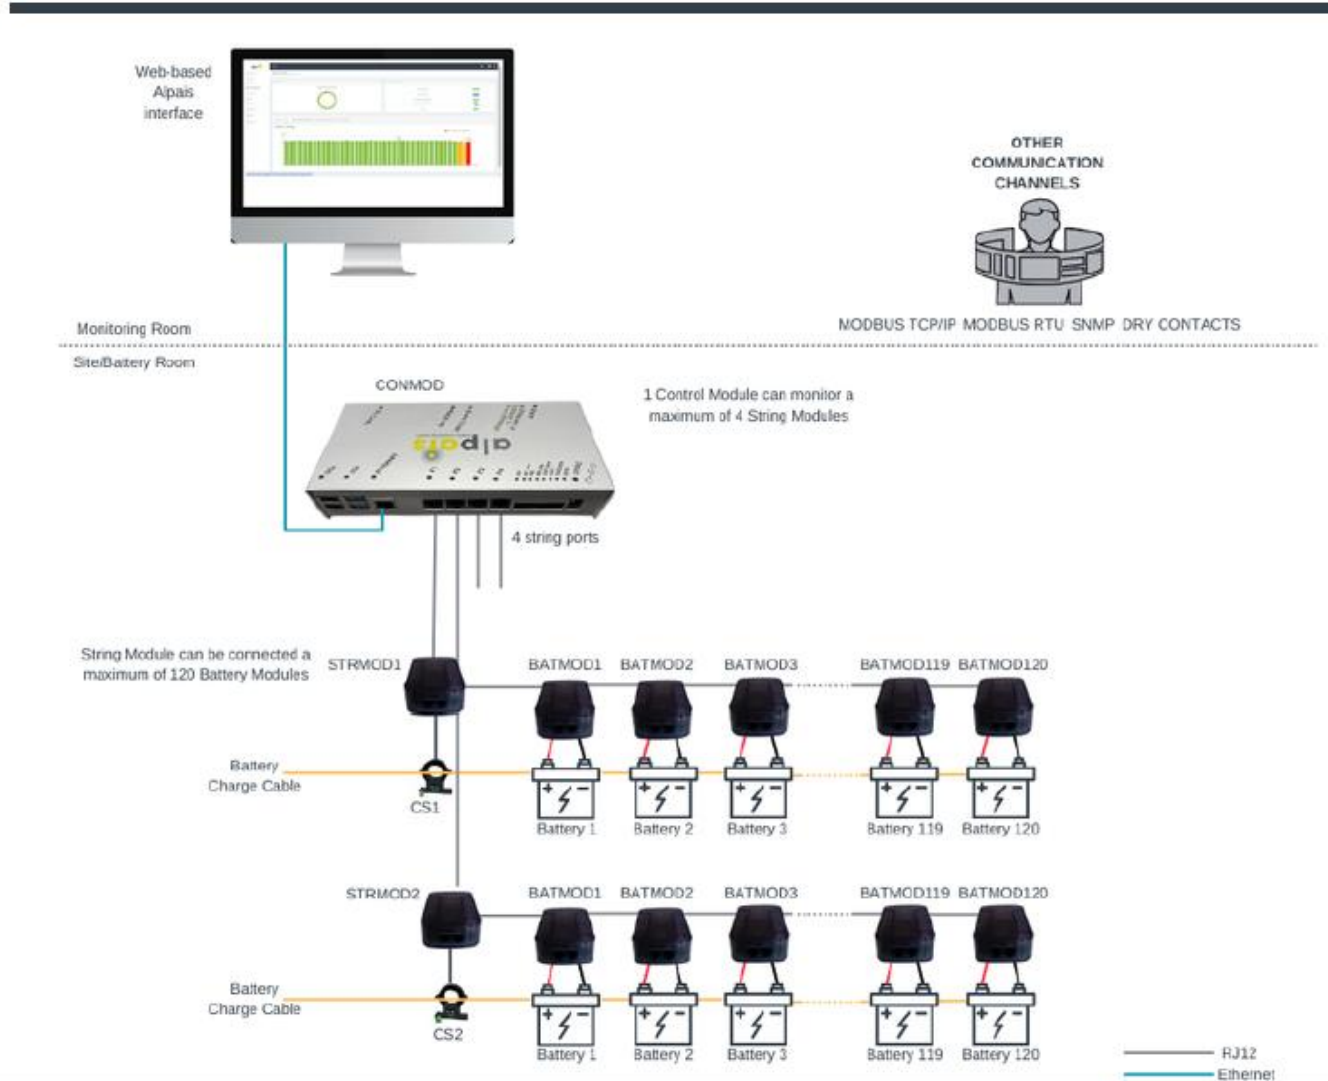 Web-based
Alpais
interface
OTHER
COMMUNICATION
CHANNELS
MODBUS TCP/IP MODBUS RTU SNMP DRY CONTACTS
Monitoring Room
Site/Battery Room
CONMOD
1 Control Module can monitor a
maximum of 4 String Modules
alpais
4 string ports
String Module can be connected a
maximum of 120 Battery Modules
STRMOD1
BATMOD1 BATMOD2 BATMOD3 BATMOD119 BATMOD120
Battery
Charge Cable
CS1
+ - + - + - + - + -
Battery 1 Battery 2 Battery 3 Battery 119 Battery 120
STRMOD2
BATMOD1 BATMOD2 BATMOD3 BATMOD119 BATMOD120
Battery
Charge Cable
CS2
+ - + - + - + - + -
Battery 1 Battery 2 Battery 3 Battery 119 Battery 120
RJ12
Ethernet